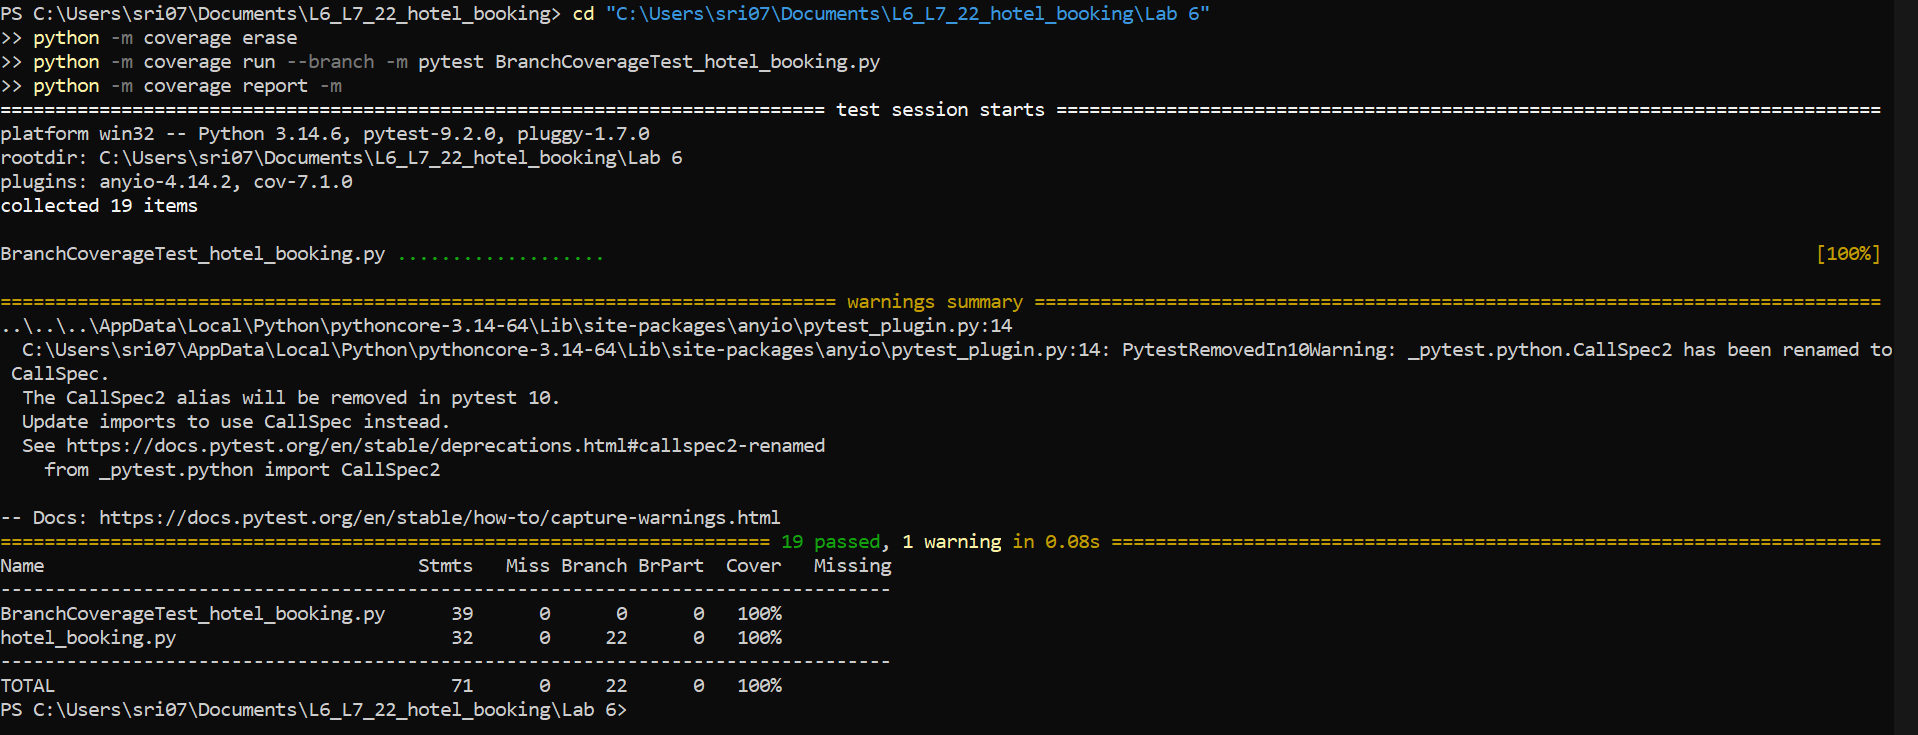 PS C:\Users\sri07\Documents\L6_L7_22_hotel_booking> cd "C:\Users\sri07\Documents\L6_L7_22_hotel_booking\Lab 6"
>> python -m coverage erase
>> python -m coverage run --branch -m pytest BranchCoverageTest_hotel_booking.py
>> python -m coverage report -m
=========================================================================== test session starts ===========================================================================
platform win32 -- Python 3.14.6, pytest-9.2.0, pluggy-1.7.0
rootdir: C:\Users\sri07\Documents\L6_L7_22_hotel_booking\Lab 6
plugins: anyio-4.14.2, cov-7.1.0
collected 19 items

BranchCoverageTest_hotel_booking.py ................... [100%]

============================================================================ warnings summary =============================================================================
..\..\..\AppData\Local\Python\pythoncore-3.14-64\Lib\site-packages\anyio\pytest_plugin.py:14
  C:\Users\sri07\AppData\Local\Python\pythoncore-3.14-64\Lib\site-packages\anyio\pytest_plugin.py:14: PytestRemovedIn10Warning: _pytest.python.CallSpec2 has been renamed to
 CallSpec.
  The CallSpec2 alias will be removed in pytest 10.
  Update imports to use CallSpec instead.
  See https://docs.pytest.org/en/stable/deprecations.html#callspec2-renamed
    from _pytest.python import CallSpec2

-- Docs: https://docs.pytest.org/en/stable/how-to/capture-warnings.html
====================================================================== 19 passed, 1 warning in 0.08s ======================================================================
Name                                  Stmts   Miss Branch BrPart  Cover   Missing
---------------------------------------------------------------------------------
BranchCoverageTest_hotel_booking.py      39      0      0      0   100%
hotel_booking.py                         32      0     22      0   100%
---------------------------------------------------------------------------------
TOTAL                                    71      0     22      0   100%
PS C:\Users\sri07\Documents\L6_L7_22_hotel_booking\Lab 6>